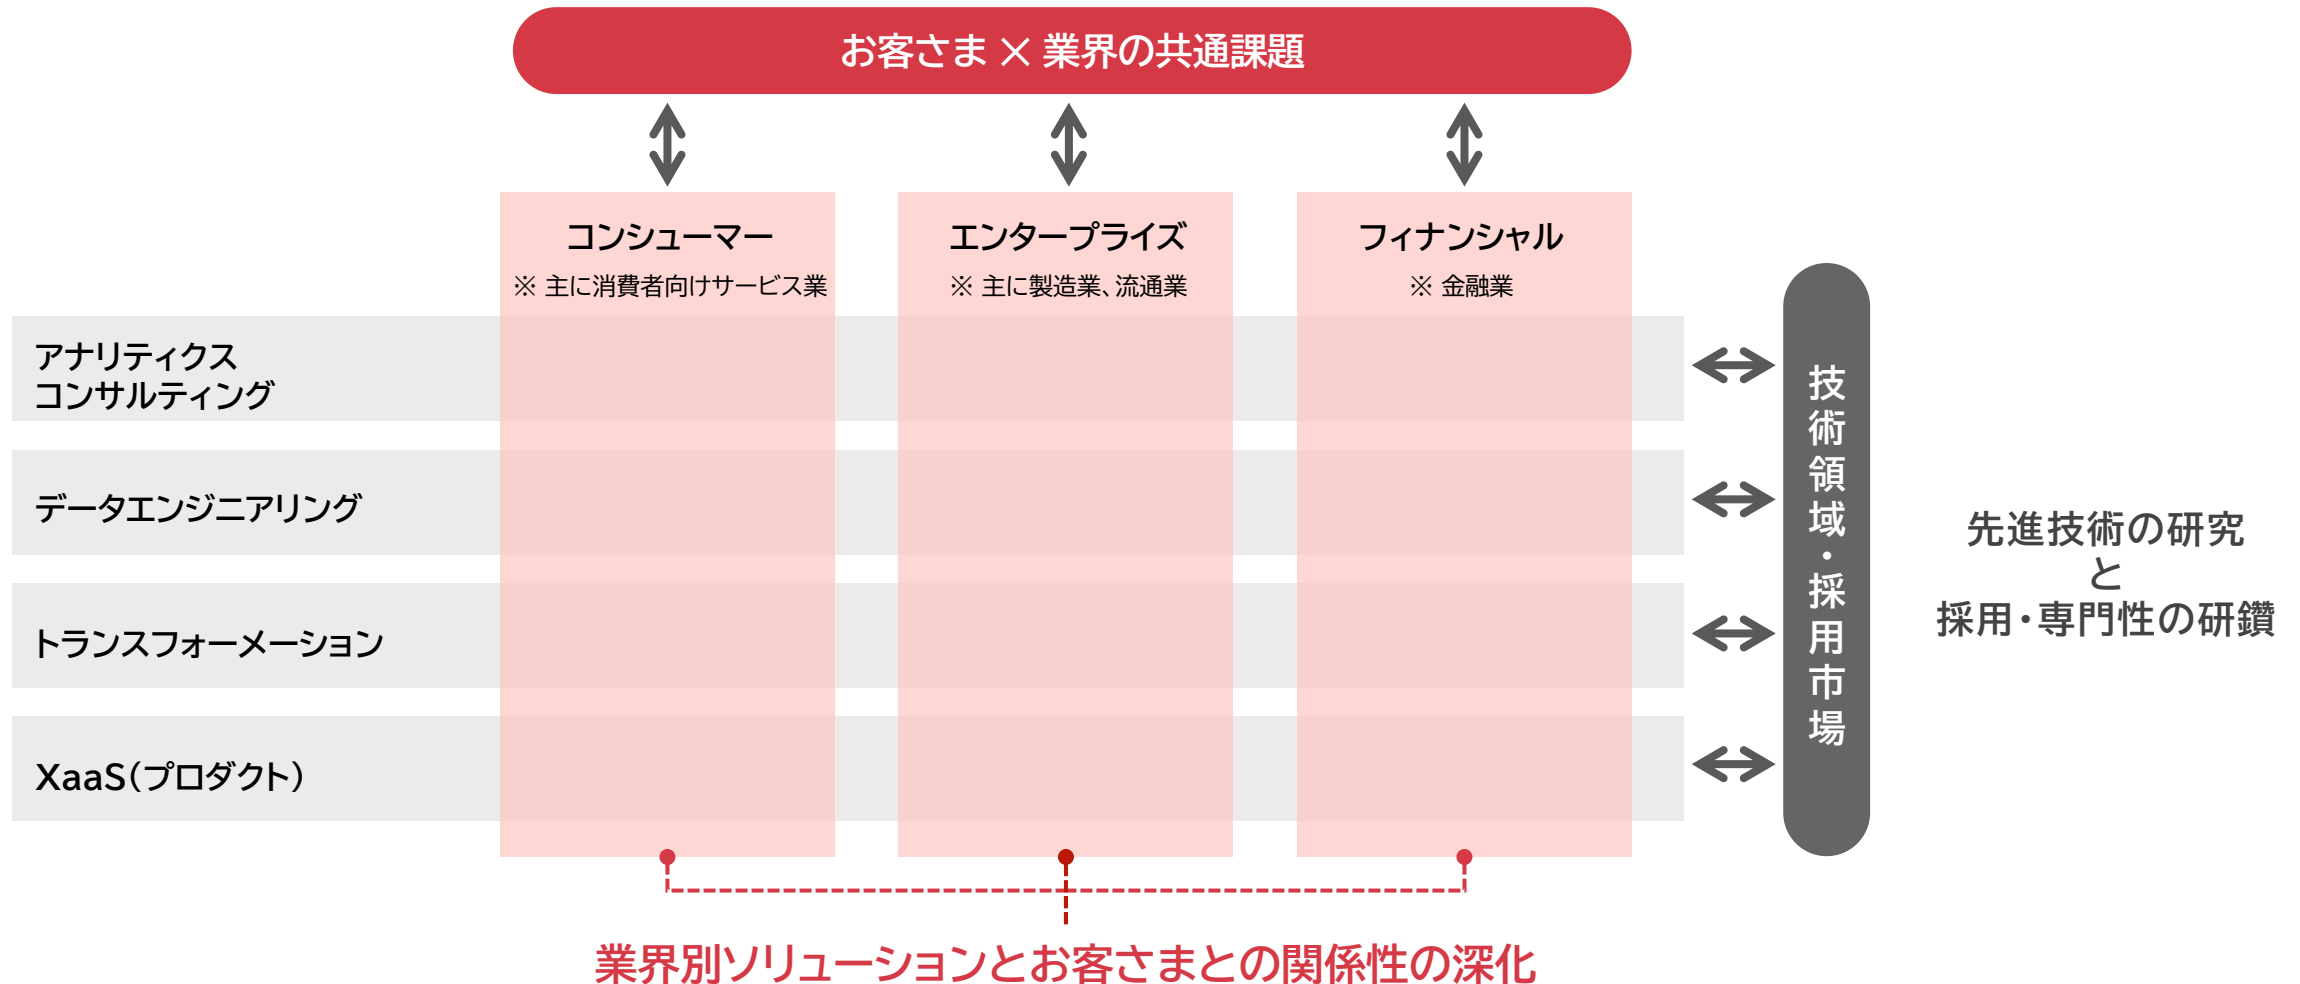 お客さま × 業界の共通課題
コンシューマー
※ 主に消費者向けサービス業
エンタープライズ
※ 主に製造業、流通業
フィナンシャル
※ 金融業
アナリティクス
コンサルティング
データエンジニアリング
トランスフォーメーション
XaaS（プロダクト）
技術領域・採用市場
先進技術の研究
と
採用・専門性の研鑽
業界別ソリューションとお客さまとの関係性の深化